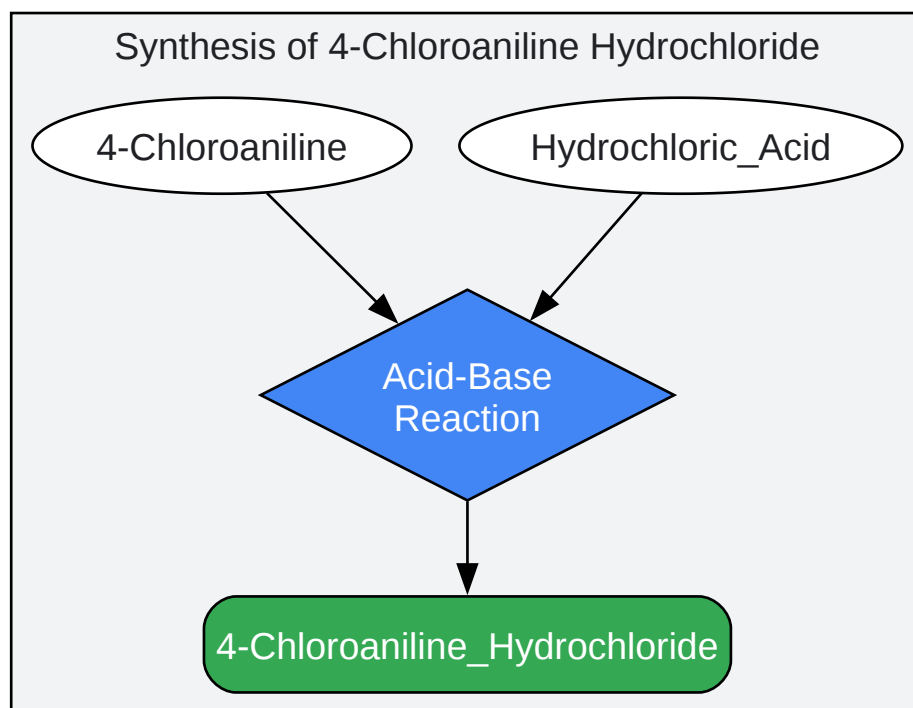 Synthesis of 4-Chloroaniline Hydrochloride
4-Chloroaniline
Hydrochloric_Acid
Acid-Base
Reaction
4-Chloroaniline_Hydrochloride